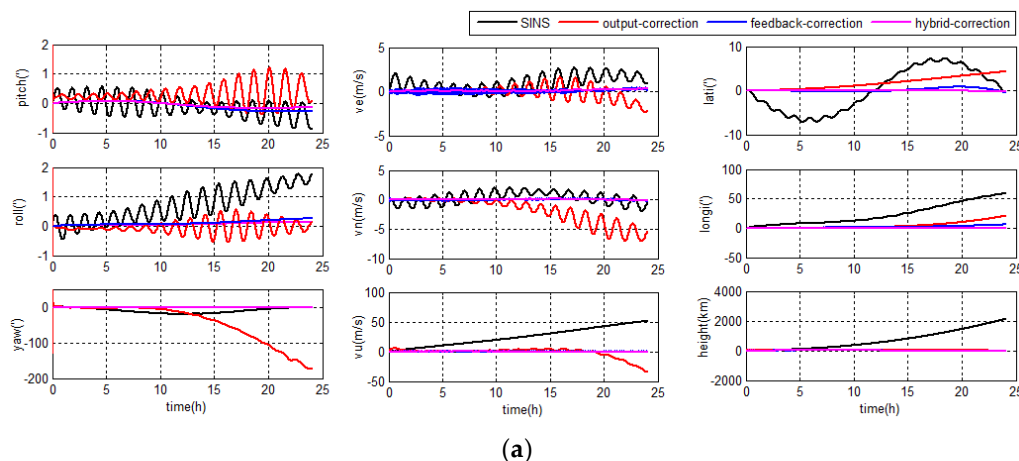 SINS output-correction feedback-correction hybrid-correction
pitch(')
2
1
0
-1
0 5 10 15 20 25
ve(m/s)
5
0
-5
0 5 10 15 20 25
lati(')
10
0
-10
0 5 10 15 20 25
roll(')
2
1
0
1
0 5 10 15 20 25
vn(m/s)
5
0
-5
-10
0 5 10 15 20 25
longi(')
100
50
0
50
0 5 10 15 20 25
yaw(')
0
-100
-200
0 5 10 15 20 25
time(h)
vu(m/s)
100
50
0
-50
0 5 10 15 20 25
time(h)
height(km)
4000
2000
0
-2000
0 5 10 15 20 25
time(h)
(a)